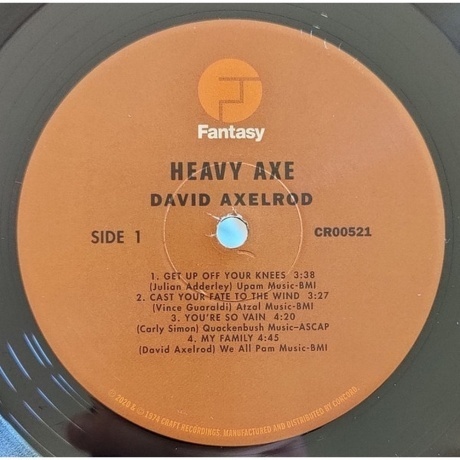 Fantasy
HEAVY AXE
DAVID AXELROD
SIDE 1
CR00521
1. GET UP OFF YOUR KNEES 3:38
(Julian Adderley) Upam Music-BMI
2. CAST YOUR FATE TO THE WIND 3:27
(Vince Guaraldi) Atzal Music-BMI
3. YOU'RE SO VAIN 4:20
(Carly Simon) Quackenbush Music–ASCAP
4. MY FAMILY 4:45
(David Axelrod) We All Pam Music-BMI
℗ 2020 & © 1974 CRAFT RECORDINGS. MANUFACTURED AND DISTRIBUTED BY CONCORD.